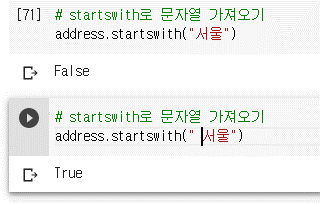 [71] # startswith로 문자열 가져오기
address.startswith("서울")
False
# startswith로 문자열 가져오기
address.startswith(" 서울")
True